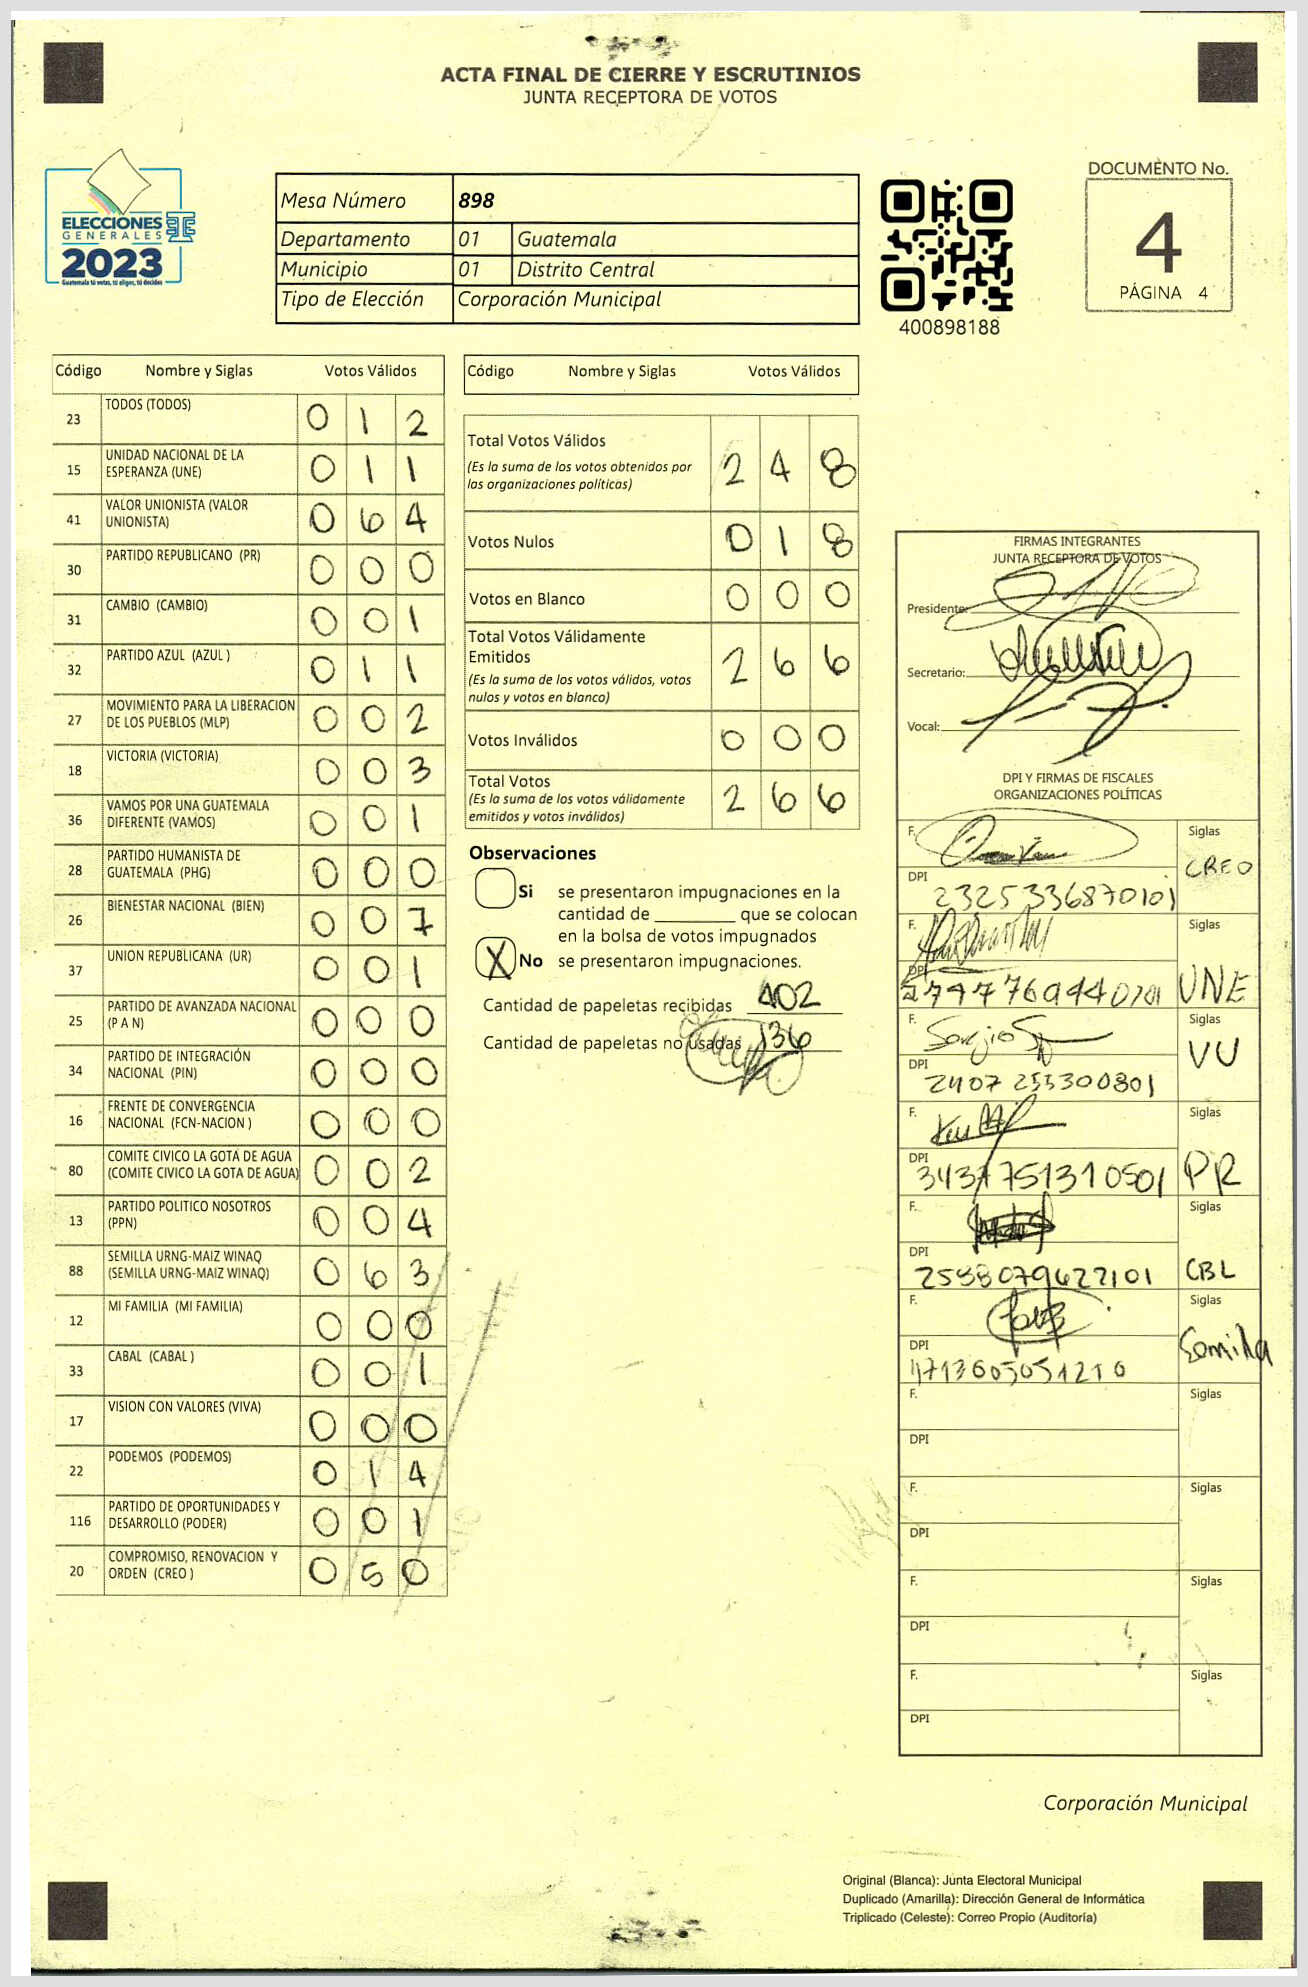 ACTA FINAL DE CIERRE Y ESCRUTINIOS
JUNTA RECEPTORA DE VOTOS
ELECCIONES
GENERALES
2023
Guatemala tú votas, tú eliges, tú decides
Mesa Número 898
Departamento 01 Guatemala
Municipio 01 Distrito Central
Tipo de Elección Corporación Municipal
400898188
DOCUMENTO No.
4
PÁGINA 4
Código Nombre y Siglas Votos Válidos
23 TODOS (TODOS) 0 1 2
15 UNIDAD NACIONAL DE LA ESPERANZA (UNE) 0 1 1
41 VALOR UNIONISTA (VALOR UNIONISTA) 0 6 4
30 PARTIDO REPUBLICANO (PR) 0 0 0
31 CAMBIO (CAMBIO) 0 0 1
32 PARTIDO AZUL (AZUL ) 0 1 1
27 MOVIMIENTO PARA LA LIBERACION DE LOS PUEBLOS (MLP) 0 0 2
18 VICTORIA (VICTORIA) 0 0 3
36 VAMOS POR UNA GUATEMALA DIFERENTE (VAMOS) 0 0 1
28 PARTIDO HUMANISTA DE GUATEMALA (PHG) 0 0 0
26 BIENESTAR NACIONAL (BIEN) 0 0 7
37 UNION REPUBLICANA (UR) 0 0 1
25 PARTIDO DE AVANZADA NACIONAL (P A N) 0 0 0
34 PARTIDO DE INTEGRACIÓN NACIONAL (PIN) 0 0 0
16 FRENTE DE CONVERGENCIA NACIONAL (FCN-NACION ) 0 0 0
80 COMITE CIVICO LA GOTA DE AGUA (COMITE CIVICO LA GOTA DE AGUA) 0 0 2
13 PARTIDO POLITICO NOSOTROS (PPN) 0 0 4
88 SEMILLA URNG-MAIZ WINAQ (SEMILLA URNG-MAIZ WINAQ) 0 6 3
12 MI FAMILIA (MI FAMILIA) 0 0 0
33 CABAL (CABAL ) 0 0 1
17 VISION CON VALORES (VIVA) 0 0 0
22 PODEMOS (PODEMOS) 0 1 4
116 PARTIDO DE OPORTUNIDADES Y DESARROLLO (PODER) 0 0 1
20 COMPROMISO, RENOVACION Y ORDEN (CREO ) 0 5 0
Código Nombre y Siglas Votos Válidos
Total Votos Válidos 2 4 8
(Es la suma de los votos obtenidos por
las organizaciones políticas)
Votos Nulos 0 1 8
Votos en Blanco 0 0 0
Total Votos Válidamente
Emitidos 2 6 6
(Es la suma de los votos válidos, votos
nulos y votos en blanco)
Votos Inválidos 0 0 0
Total Votos 2 6 6
(Es la suma de los votos válidamente
emitidos y votos inválidos)
Observaciones
Si se presentaron impugnaciones en la
cantidad de ________ que se colocan
en la bolsa de votos impugnados
X No se presentaron impugnaciones.
Cantidad de papeletas recibidas 402
Cantidad de papeletas no usadas 136
FIRMAS INTEGRANTES
JUNTA RECEPTORA DE VOTOS
Presidente:
Secretario:
Vocal:
DPI Y FIRMAS DE FISCALES
ORGANIZACIONES POLÍTICAS
F. Siglas
CREO
DPI
2325336870101
F. Siglas
DPI
UNE
F. Siglas
VU
DPI
2407 255300301
F. Siglas
DPI
PR
F. Siglas
DPI
2598079622101 CBL
F. Siglas
DPI
Semilla
F. Siglas
DPI
F. Siglas
DPI
F. Siglas
DPI
F. Siglas
DPI
Corporación Municipal
Original (Blanca): Junta Electoral Municipal
Duplicado (Amarilla): Dirección General de Informática
Triplicado (Celeste): Correo Propio (Auditoría)